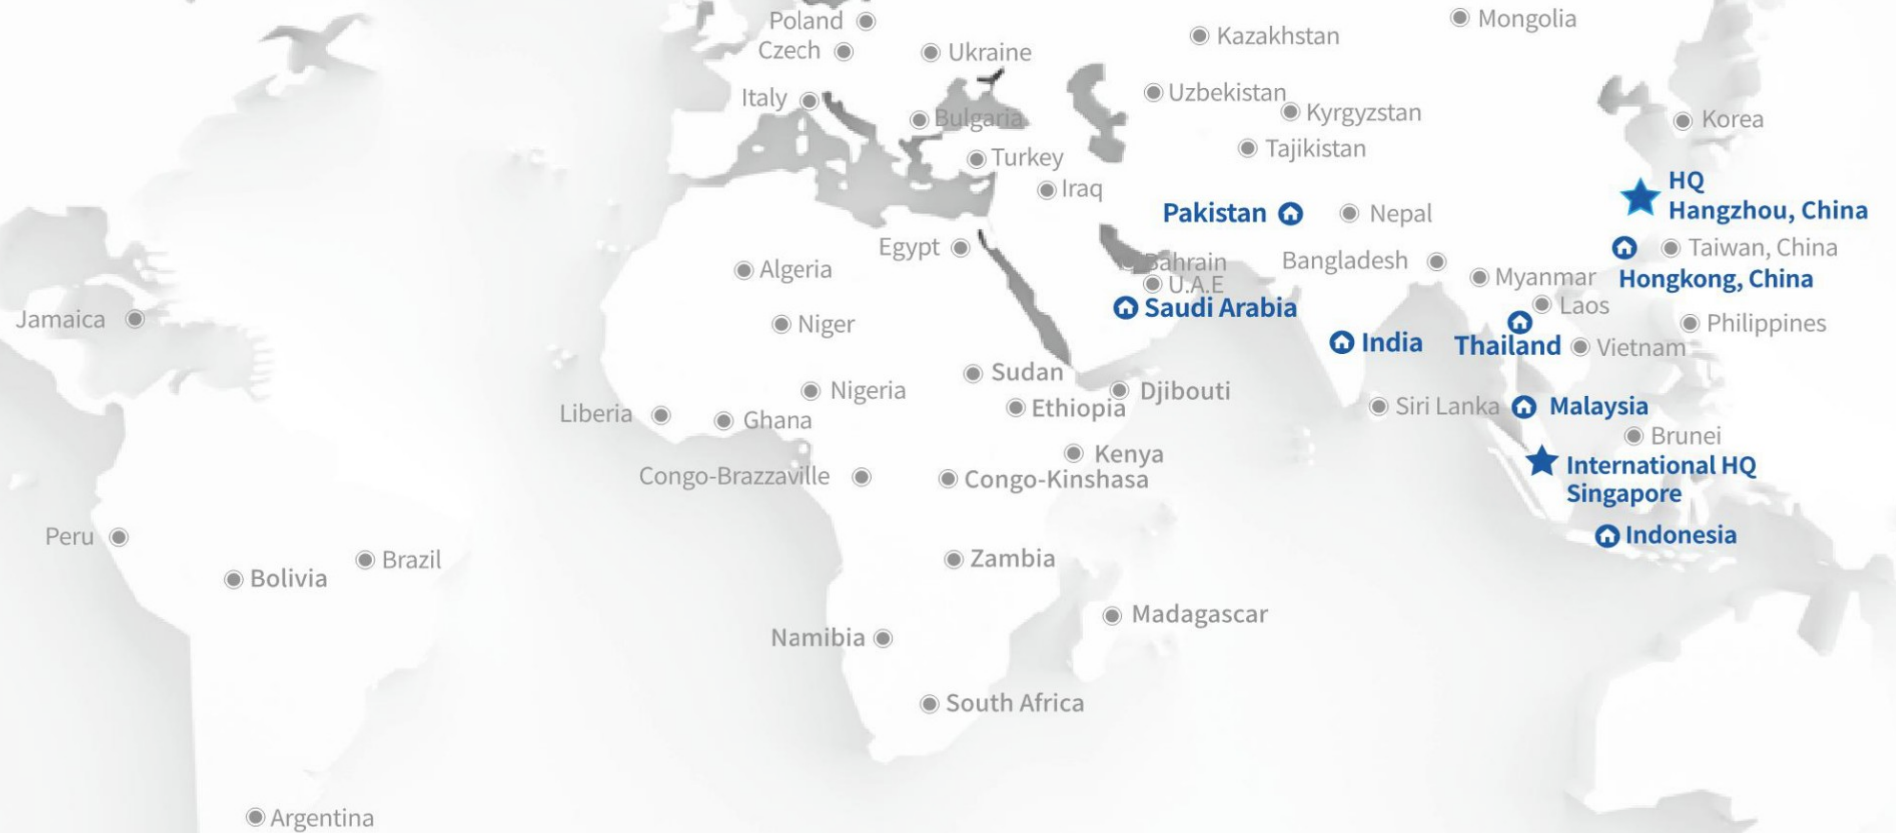 Poland
Mongolia
Kazakhstan
Czech
Ukraine
Uzbekistan
Italy
Kyrgyzstan
Bulgaria
Korea
Tajikistan
Turkey
Iraq
HQ
Hangzhou, China
Pakistan
Nepal
Egypt
Taiwan, China
Bahrain
Bangladesh
Algeria
Myanmar
Hongkong, China
U.A.E
Saudi Arabia
Laos
Jamaica
Niger
Philippines
India
Thailand
Vietnam
Sudan
Nigeria
Djibouti
Liberia
Ethiopia
Siri Lanka
Malaysia
Ghana
Brunei
Kenya
International HQ
Singapore
Congo-Brazzaville
Congo-Kinshasa
Peru
Indonesia
Brazil
Zambia
Bolivia
Madagascar
Namibia
South Africa
Argentina